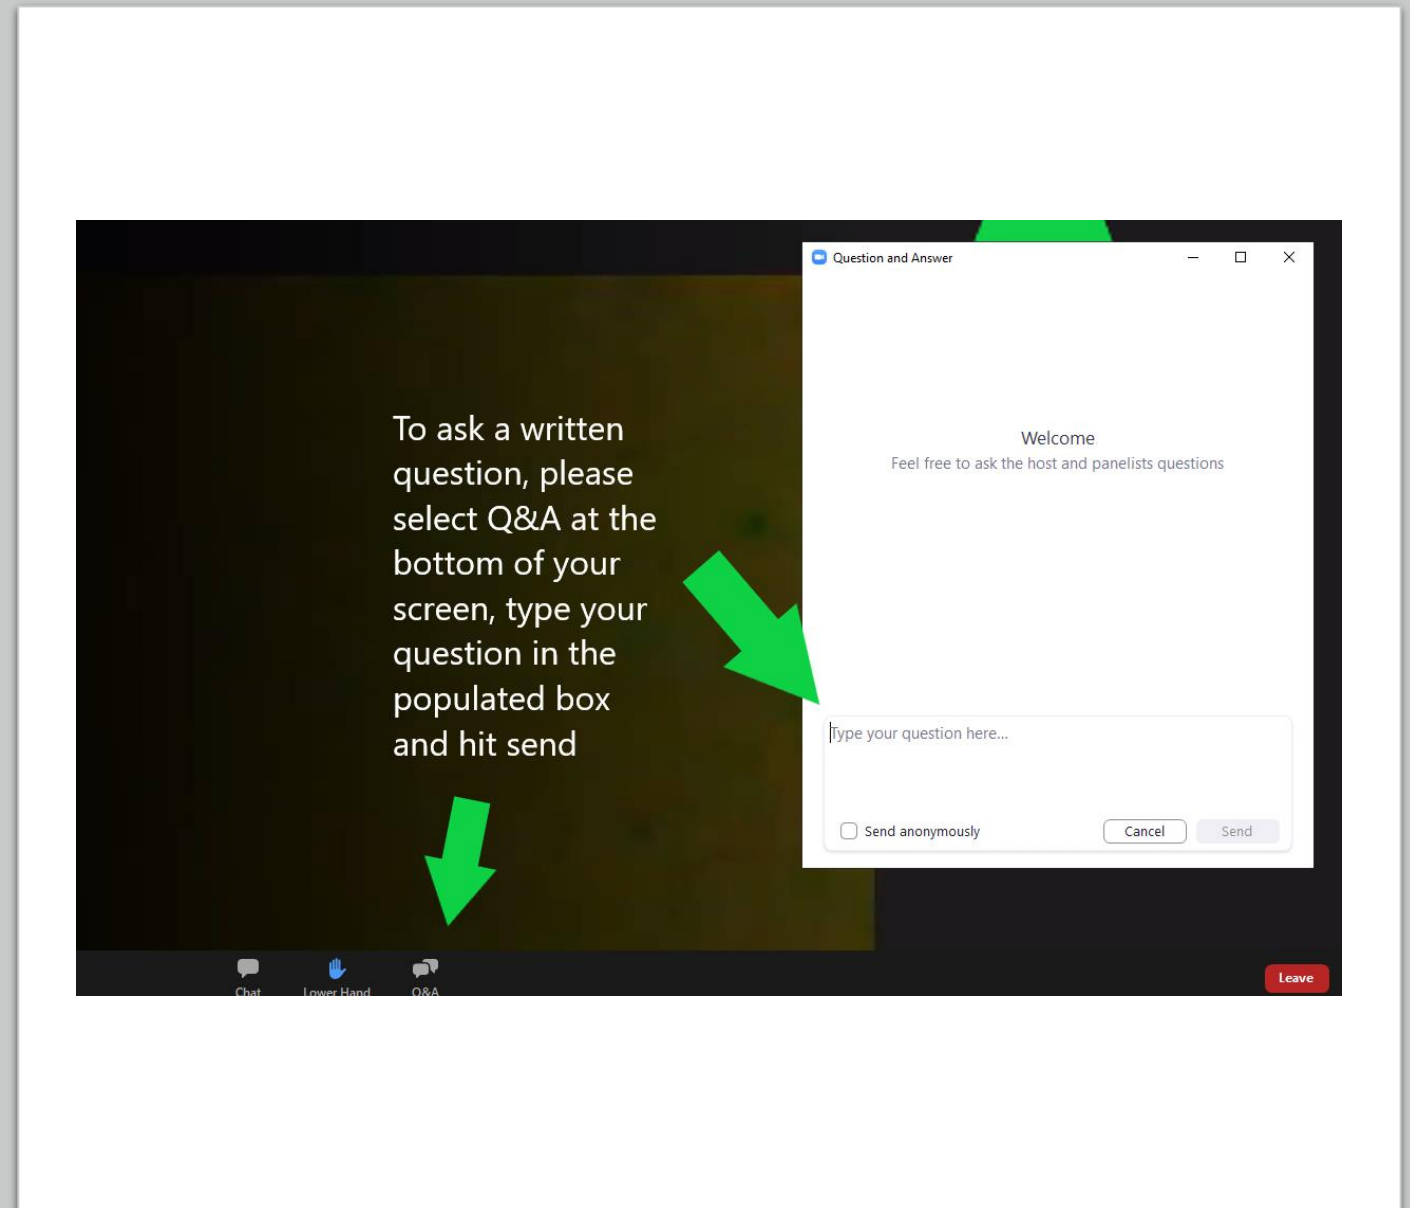 Question and Answer
Welcome
Feel free to ask the host and panelists questions
To ask a written
question, please
select Q&A at the
bottom of your
screen, type your
question in the
populated box
and hit send
Type your question here...
Send anonymously
Cancel
Send
Chat
Lower Hand
Q&A
Leave